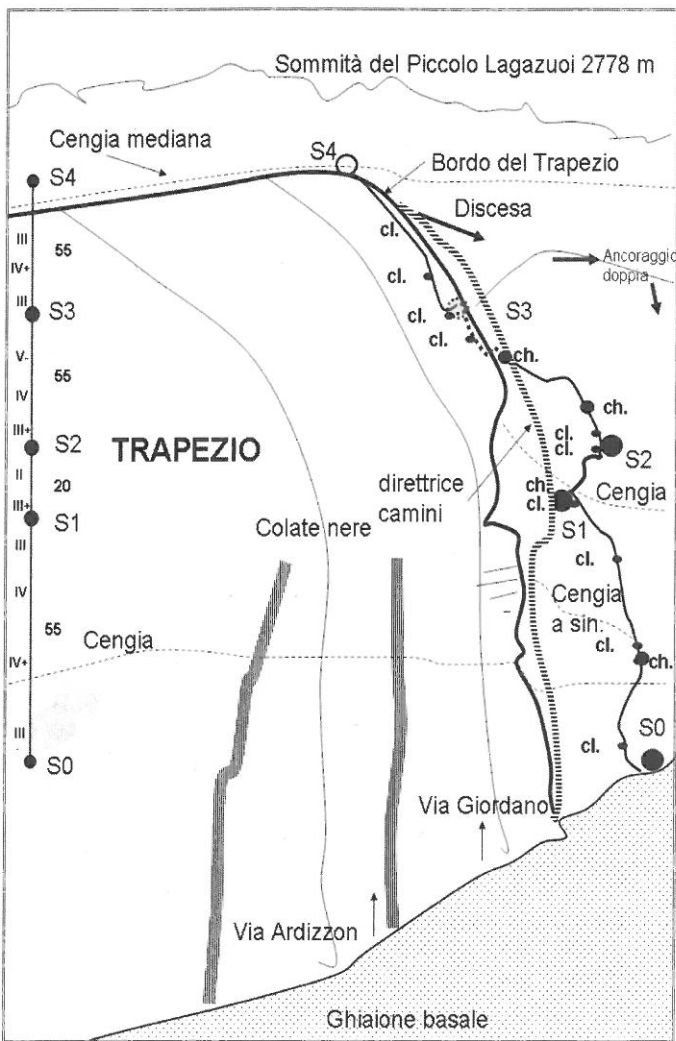 Sommità del Piccolo Lagazuoi 2778 m
Cengia mediana
S4
S4
Bordo del Trapezio
Discesa
cl.
III
55
IV+
cl.
Ancoraggio
doppia
III
S3
cl.
S3
cl.
ch.
V-
55
IV
ch.
III+
S2
TRAPEZIO
cl.
cl.
S2
II
20
direttrice
camini
ch.
cl.
Cengia
III+
S1
Colate nere
S1
III
cl.
IV
Cengia
a sin.
55
Cengia
cl.
ch.
IV+
III
cl.
S0
S0
Via Giordano
Via Ardizzon
Ghiaione basale